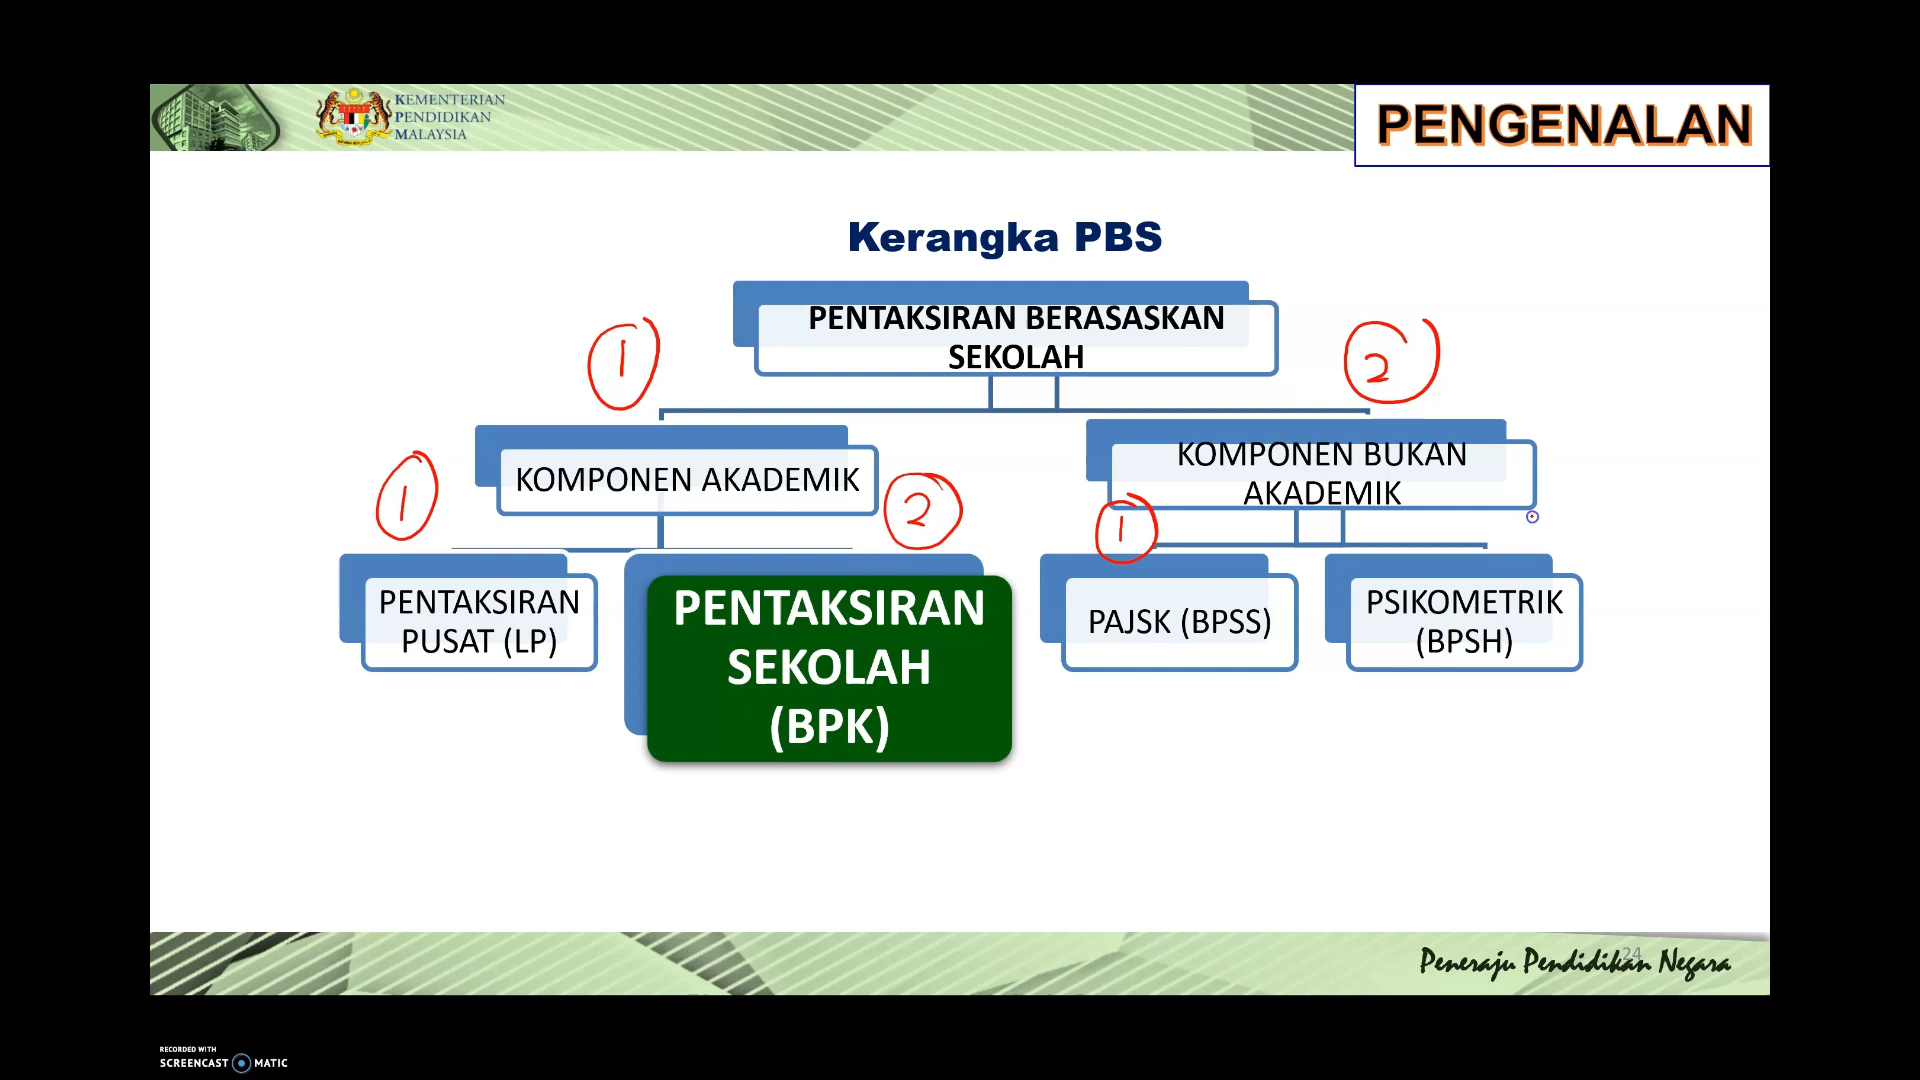 KEMENTERIAN
PENDIDIKAN
MALAYSIA
PENGENALAN
Kerangka PBS
PENTAKSIRAN BERASASKAN
SEKOLAH
1
2
KOMPONEN AKADEMIK
KOMPONEN BUKAN
AKADEMIK
1
2
1
PENTAKSIRAN
PUSAT (LP)
PENTAKSIRAN
SEKOLAH
(BPK)
PAJSK (BPSS)
PSIKOMETRIK
(BPSH)
24
Peneraju Pendidikan Negara
RECORDED WITH
SCREENCAST MATIC